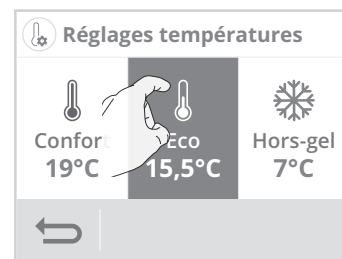 Réglages températures
Confort Eco Hors-gel
19°C 15,5°C 7°C